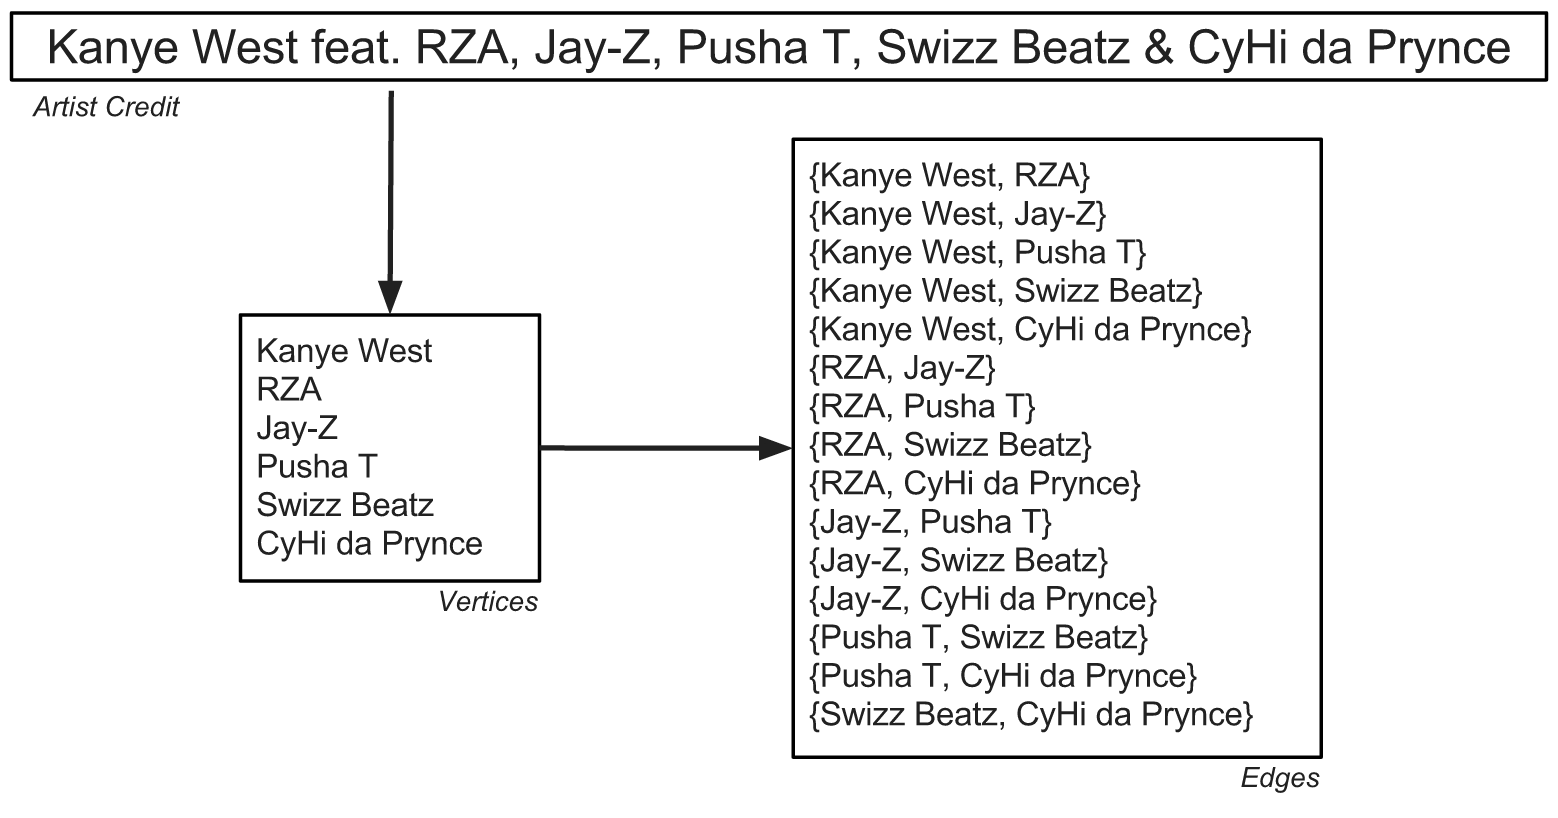 Kanye West feat. RZA, Jay-Z, Pusha T, Swizz Beatz & CyHi da Prynce
Artist Credit
Kanye West
RZA
Jay-Z
Pusha T
Swizz Beatz
CyHi da Prynce
Vertices
{Kanye West, RZA}
{Kanye West, Jay-Z}
{Kanye West, Pusha T}
{Kanye West, Swizz Beatz}
{Kanye West, CyHi da Prynce}
{RZA, Jay-Z}
{RZA, Pusha T}
{RZA, Swizz Beatz}
{RZA, CyHi da Prynce}
{Jay-Z, Pusha T}
{Jay-Z, Swizz Beatz}
{Jay-Z, CyHi da Prynce}
{Pusha T, Swizz Beatz}
{Pusha T, CyHi da Prynce}
{Swizz Beatz, CyHi da Prynce}
Edges